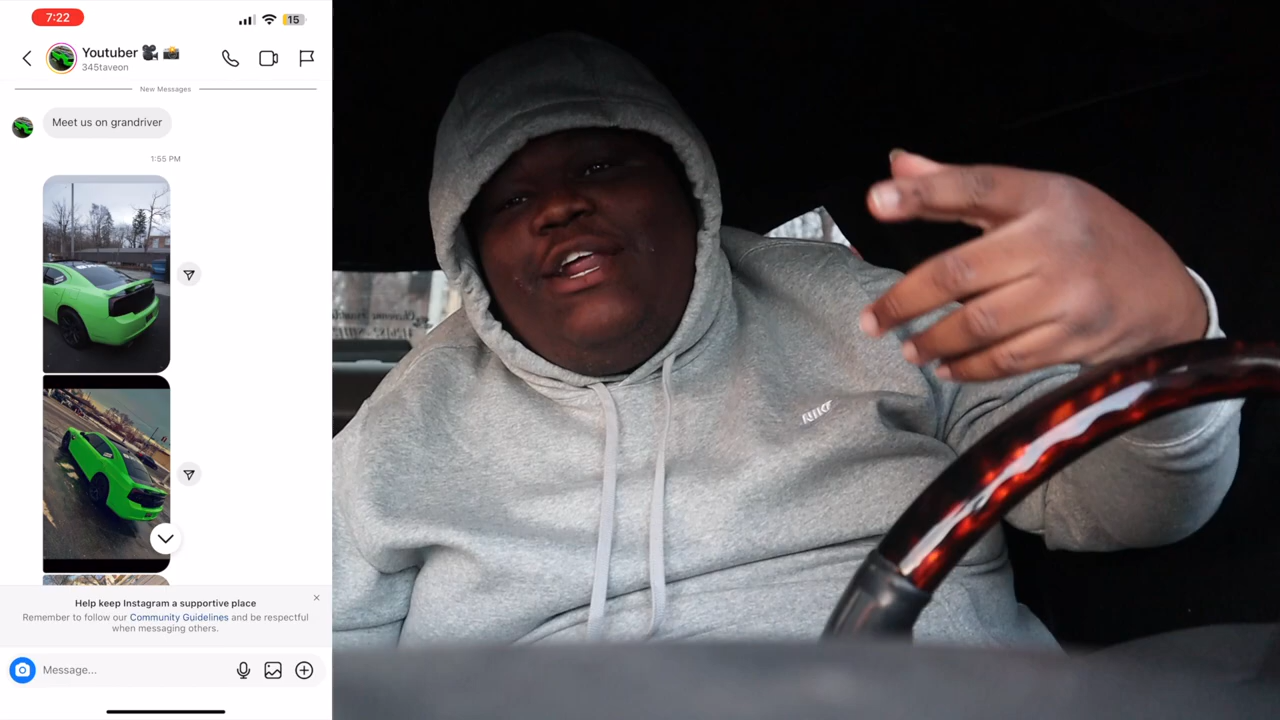 7:22
15
Youtuber
345taveon
New Messages
Meet us on grandriver
1:55 PM
Help keep Instagram a supportive place
Remember to follow our Community Guidelines and be respectful
when messaging others.
Message...